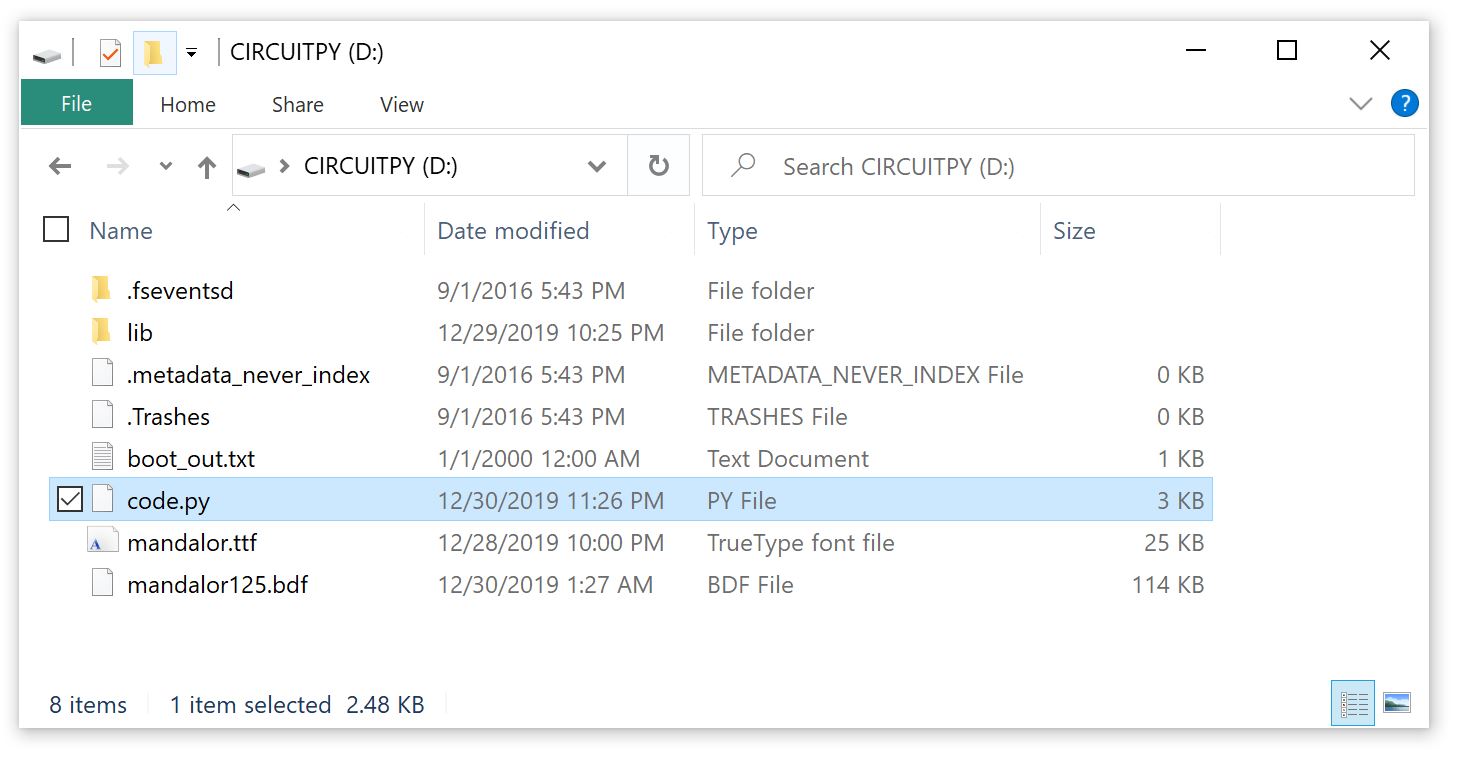 CIRCUITPY (D:)
File Home Share View ?
CIRCUITPY (D:) Search CIRCUITPY (D:)
Name Date modified Type Size
.fseventsd 9/1/2016 5:43 PM File folder
lib 12/29/2019 10:25 PM File folder
.metadata_never_index 9/1/2016 5:43 PM METADATA_NEVER_INDEX File 0 KB
.Trashes 9/1/2016 5:43 PM TRASHES File 0 KB
boot_out.txt 1/1/2000 12:00 AM Text Document 1 KB
code.py 12/30/2019 11:26 PM PY File 3 KB
mandalor.ttf 12/28/2019 10:00 PM TrueType font file 25 KB
mandalor125.bdf 12/30/2019 1:27 AM BDF File 114 KB
8 items 1 item selected 2.48 KB